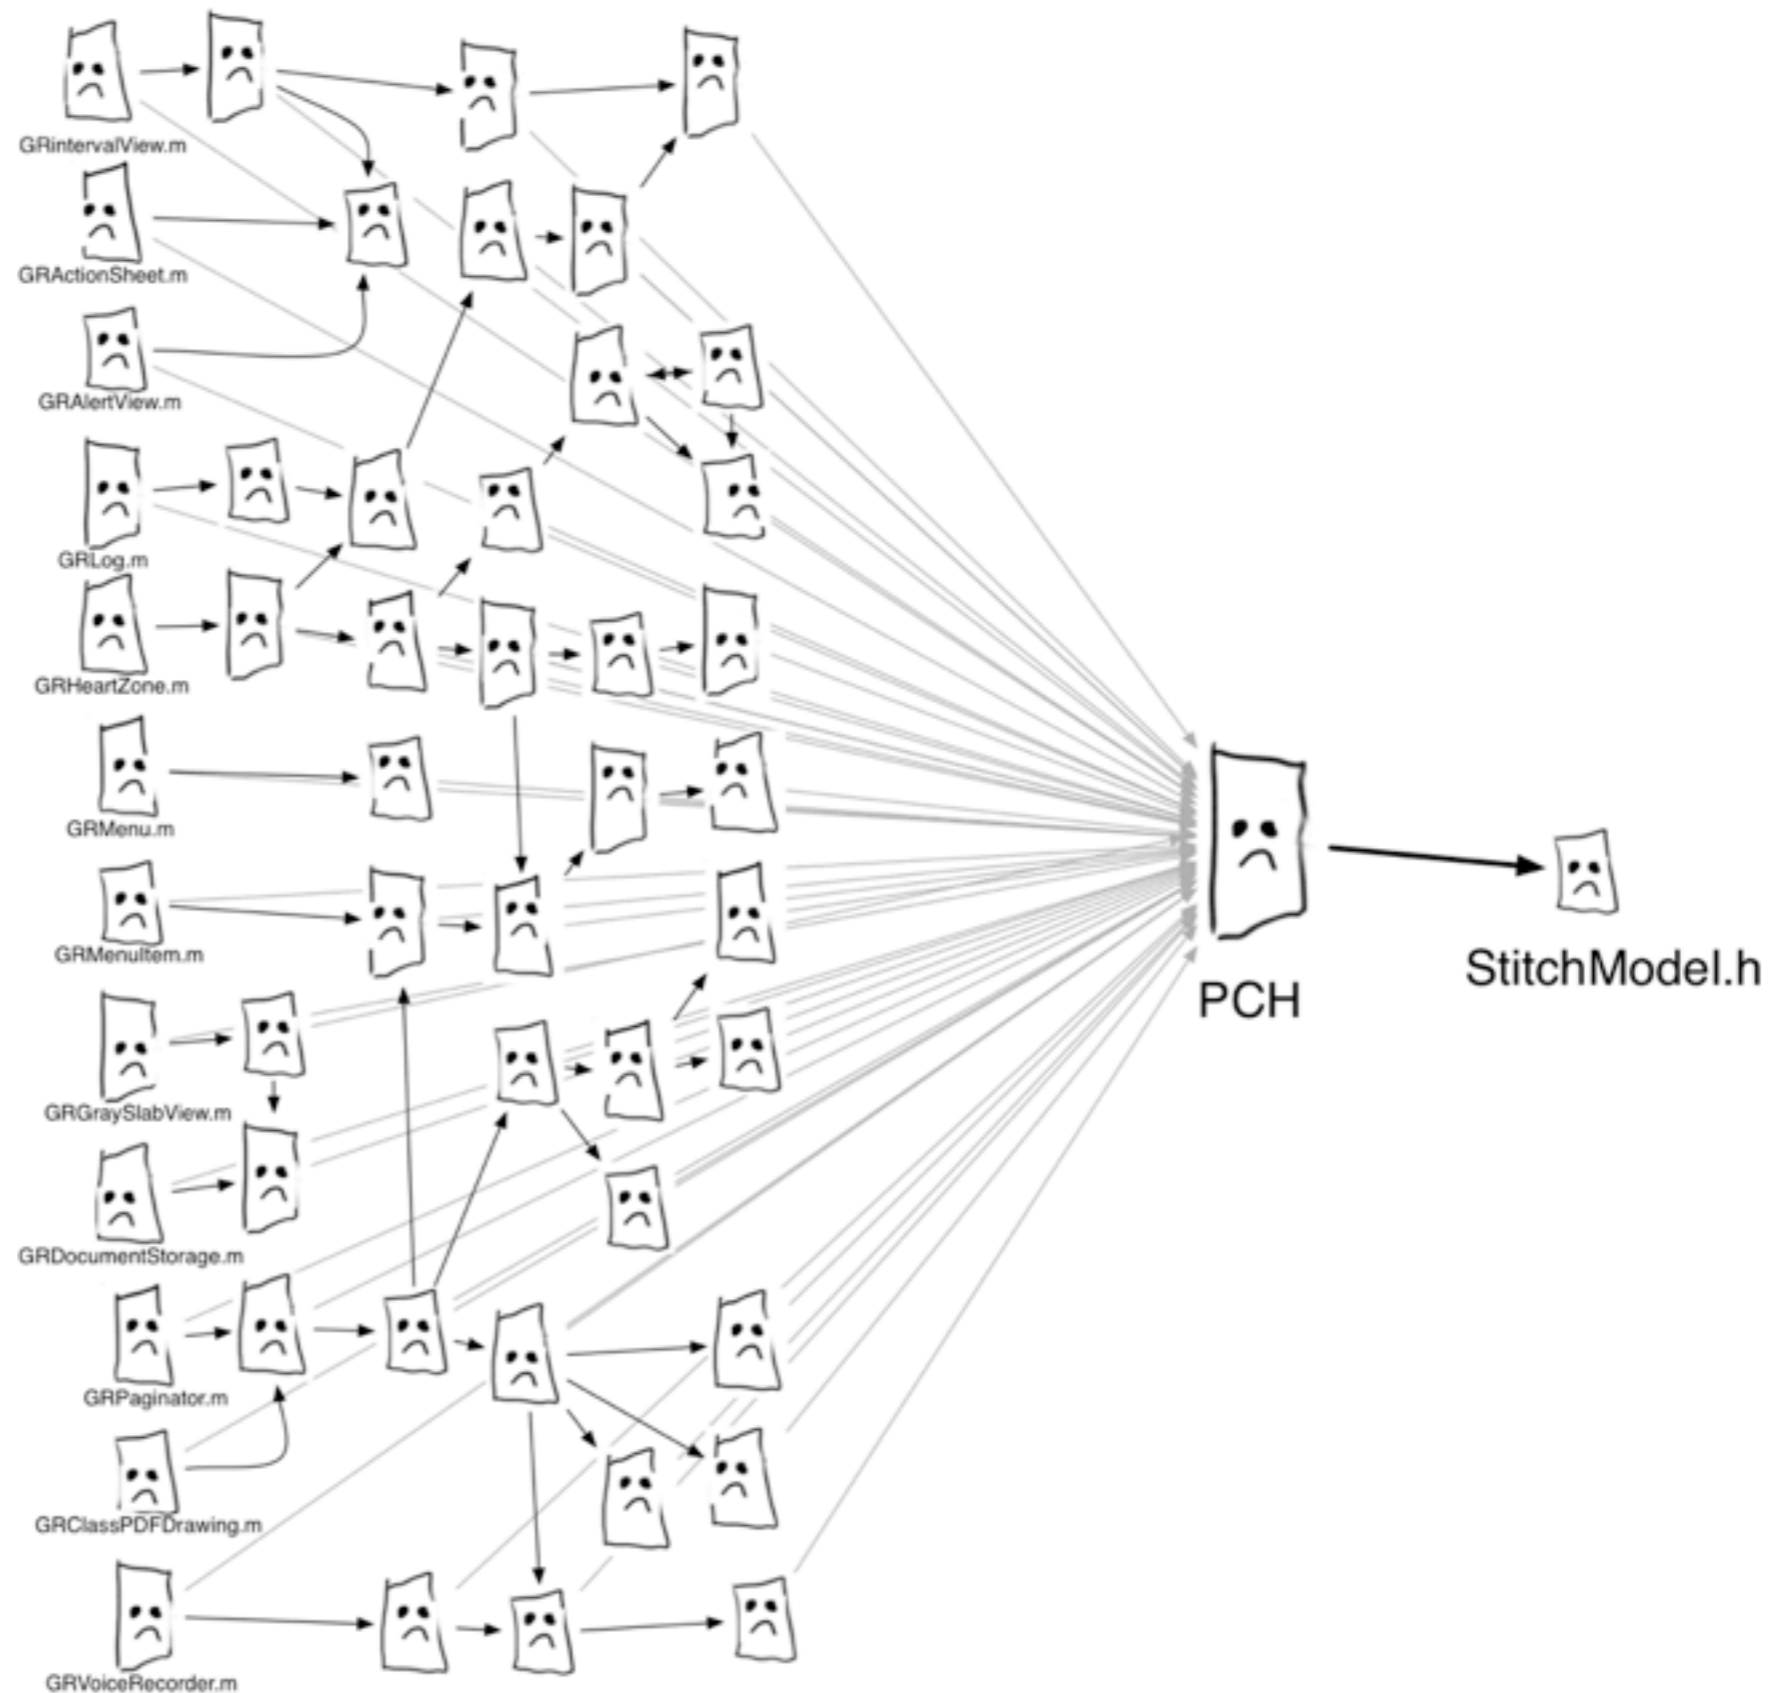 GRintervalView.m
GRActionSheet.m
GRAlertView.m
GRLog.m
GRHeartZone.m
GRMenu.m
GRMenuItem.m
GRGraySlabView.m
GRDocumentStorage.m
GRPaginator.m
GRClassPDFDrawing.m
GRVoiceRecorder.m
PCH
StitchModel.h